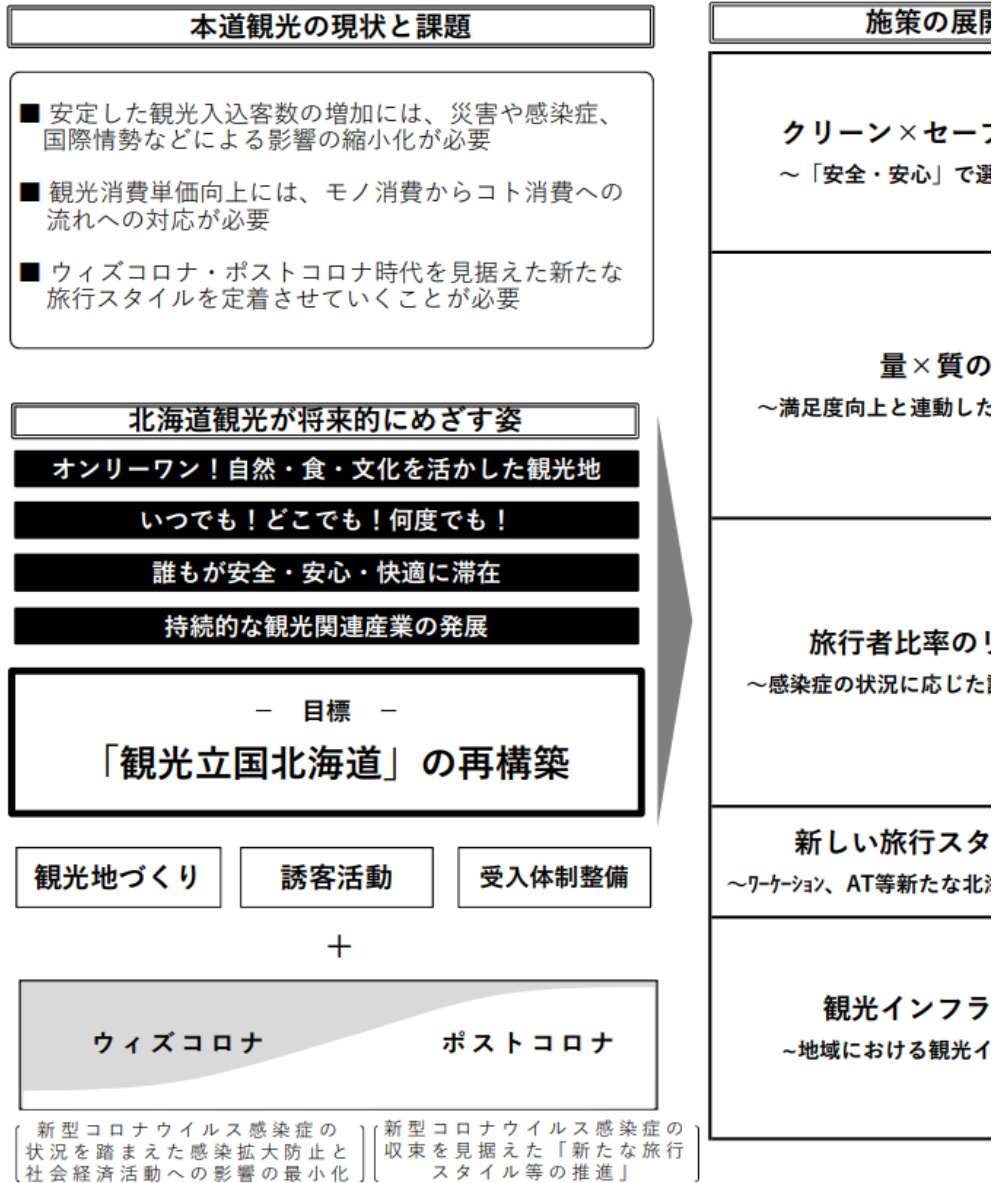 本道観光の現状と課題
■ 安定した観光入込客数の増加には、災害や感染症、
国際情勢などによる影響の縮小化が必要
■ 観光消費単価向上には、モノ消費からコト消費への
流れへの対応が必要
■ ウィズコロナ・ポストコロナ時代を見据えた新たな
旅行スタイルを定着させていくことが必要
北海道観光が将来的にめざす姿
オンリーワン！自然・食・文化を活かした観光地
いつでも！どこでも！何度でも！
誰もが安全・安心・快適に滞在
持続的な観光関連産業の発展
－ 目標 －
「観光立国北海道」の再構築
観光地づくり
誘客活動
受入体制整備
＋
ウィズコロナ
ポストコロナ
新型コロナウイルス感染症の
状況を踏まえた感染拡大防止と
社会経済活動への影響の最小化
新型コロナウイルス感染症の
収束を見据えた「新たな旅行
スタイル等の推進」
施策の展
クリーン×セー
～「安全・安心」で選
量×質の
～満足度向上と連動した
旅行者比率の
～感染症の状況に応じた
新しい旅行スタ
～ﾜｰｹｰｼｮﾝ、AT等新たな北海
観光インフラ
~地域における観光イ